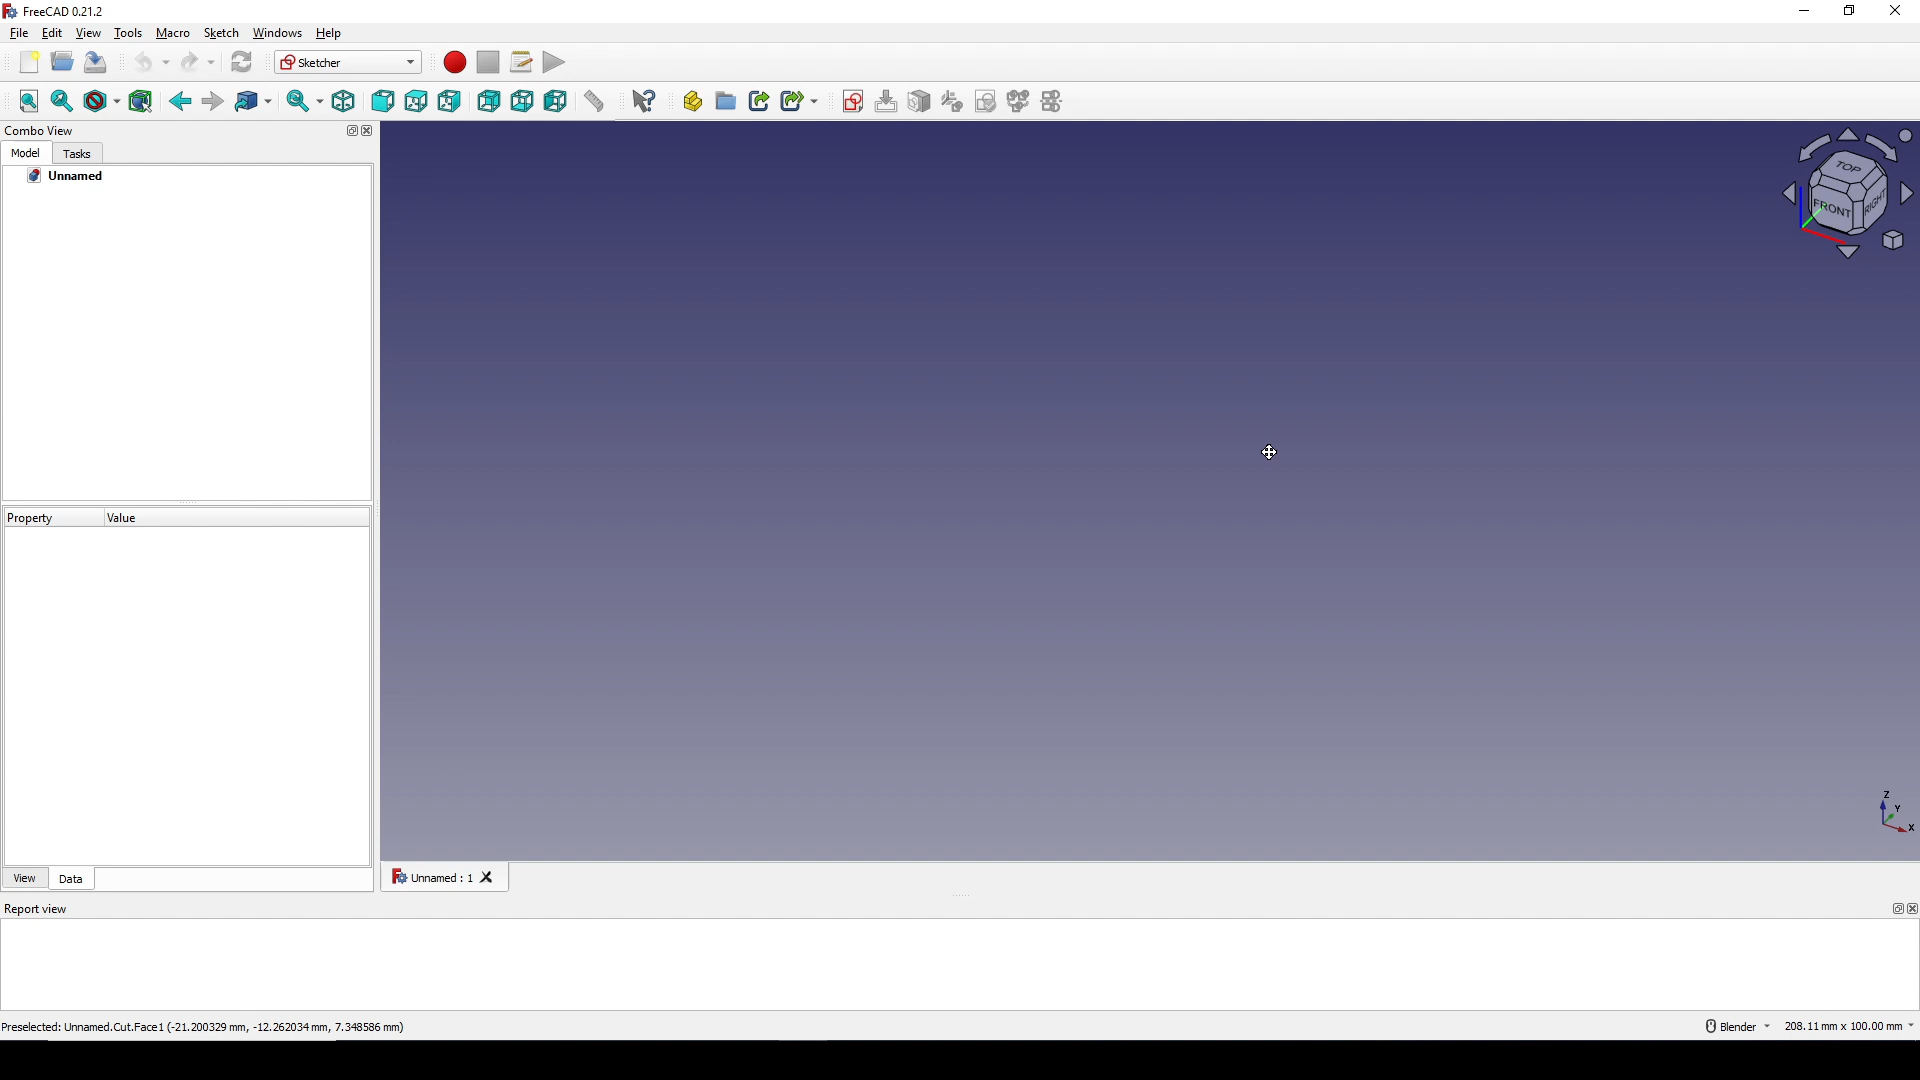 FreeCAD 0.21.2
File Edit View Tools Macro Sketch Windows Help
Sketcher
Combo View
Model Tasks
Unnamed
TOP
FRONT
RIGHT
Property Value
Z
Y
X
View Data
Unnamed : 1
Report view
Preselected: Unnamed.Cut.Face1 (-21.200329 mm, -12.262034 mm, 7.348586 mm)
Blender 208.11 mm x 100.00 mm